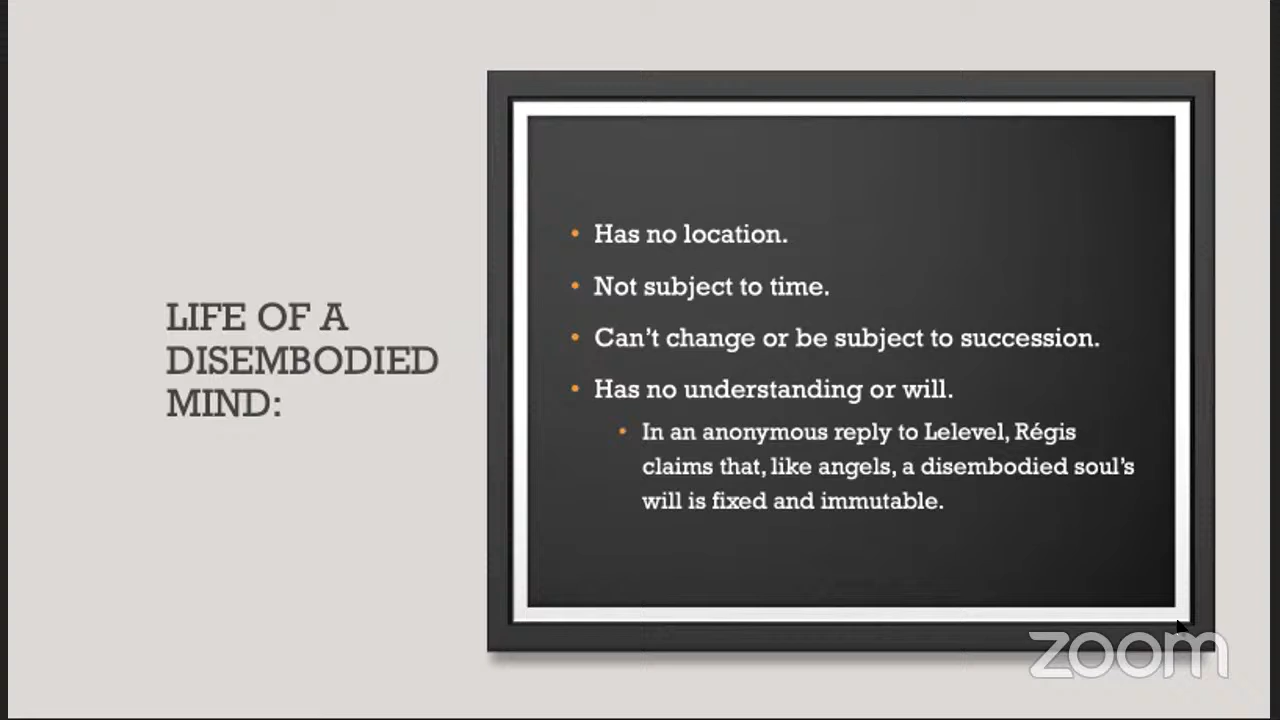 LIFE OF A
DISEMBODIED
MIND:
• Has no location.
• Not subject to time.
• Can't change or be subject to succession.
• Has no understanding or will.
• In an anonymous reply to Lelevel, Régis
claims that, like angels, a disembodied soul's
will is fixed and immutable.
zoom